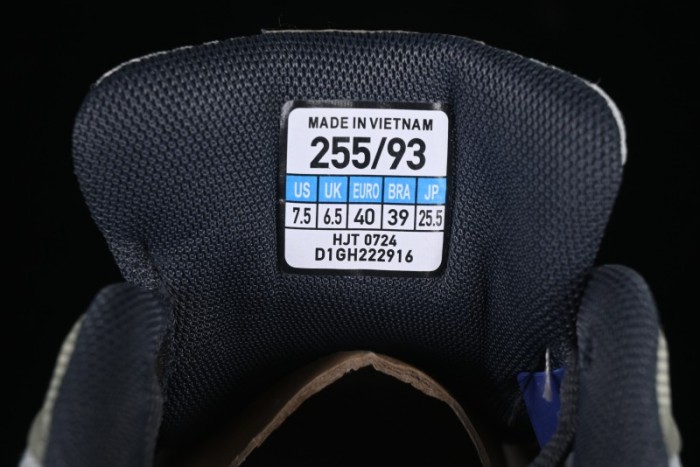 MADE IN VIETNAM
255/93
US UK EURO BRA JP
7.5 6.5 40 39 25.5
HJT 0724
D1GH222916